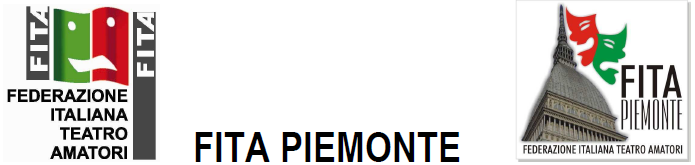 FITA
FITA
FEDERAZIONE
ITALIANA
TEATRO
AMATORI
FITA PIEMONTE
FITA
PIEMONTE
FEDERAZIONE ITALIANA TEATRO AMATORI